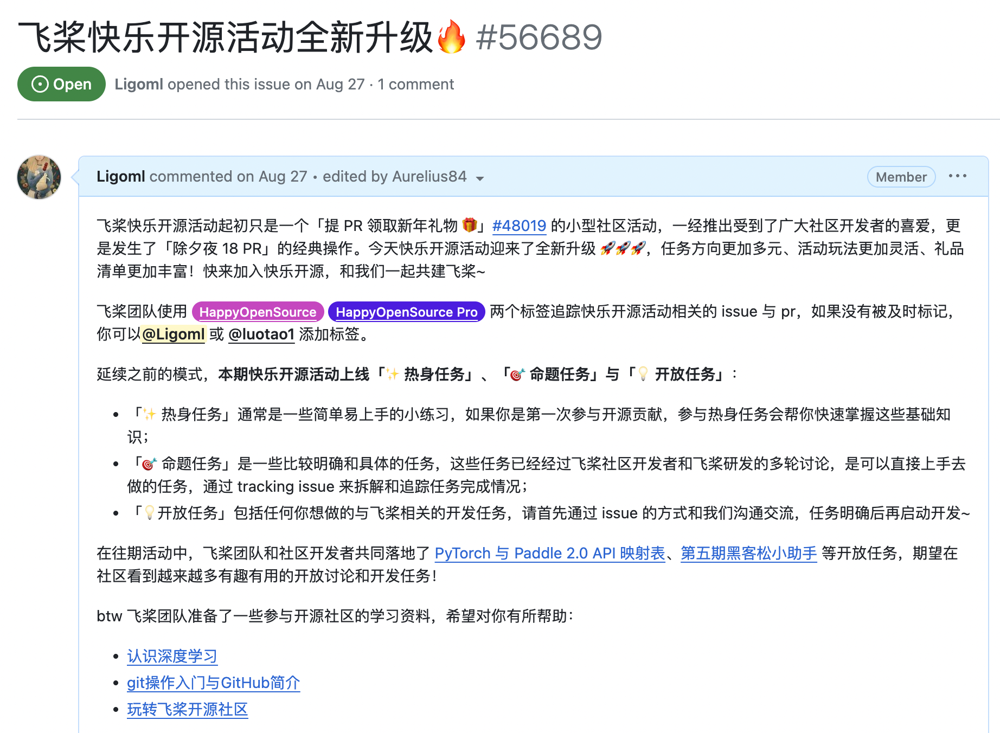 飞桨快乐开源活动全新升级🔥 #56689
Open Ligoml opened this issue on Aug 27 · 1 comment
Ligoml commented on Aug 27 • edited by Aurelius84 Member
飞桨快乐开源活动起初只是一个「提 PR 领取新年礼物 🎁」#48019 的小型社区活动，一经推出受到了广大社区开发者的喜爱，更
是发生了「除夕夜 18 PR」的经典操作。今天快乐开源活动迎来了全新升级 🚀🚀🚀，任务方向更加多元、活动玩法更加灵活、礼品
清单更加丰富！快来加入快乐开源，和我们一起共建飞桨~
飞桨团队使用 HappyOpenSource HappyOpenSource Pro 两个标签追踪快乐开源活动相关的 issue 与 pr，如果没有被及时标记，
你可以@Ligoml 或 @luotao1 添加标签。
延续之前的模式，本期快乐开源活动上线「✨ 热身任务」、「🎯 命题任务」与「💡 开放任务」：
• 「✨ 热身任务」通常是一些简单易上手的小练习，如果你是第一次参与开源贡献，参与热身任务会帮你快速掌握这些基础知
识；
• 「🎯 命题任务」是一些比较明确和具体的任务，这些任务已经经过飞桨社区开发者和飞桨研发的多轮讨论，是可以直接上手去
做的任务，通过 tracking issue 来拆解和追踪任务完成情况；
• 「💡开放任务」包括任何你想做的与飞桨相关的开发任务，请首先通过 issue 的方式和我们沟通交流，任务明确后再启动开发~
在往期活动中，飞桨团队和社区开发者共同落地了 PyTorch 与 Paddle 2.0 API 映射表、第五期黑客松小助手 等开放任务，期望在
社区看到越来越多有趣有用的开放讨论和开发任务！
btw 飞桨团队准备了一些参与开源社区的学习资料，希望对你有所帮助：
• 认识深度学习
• git操作入门与GitHub简介
• 玩转飞桨开源社区